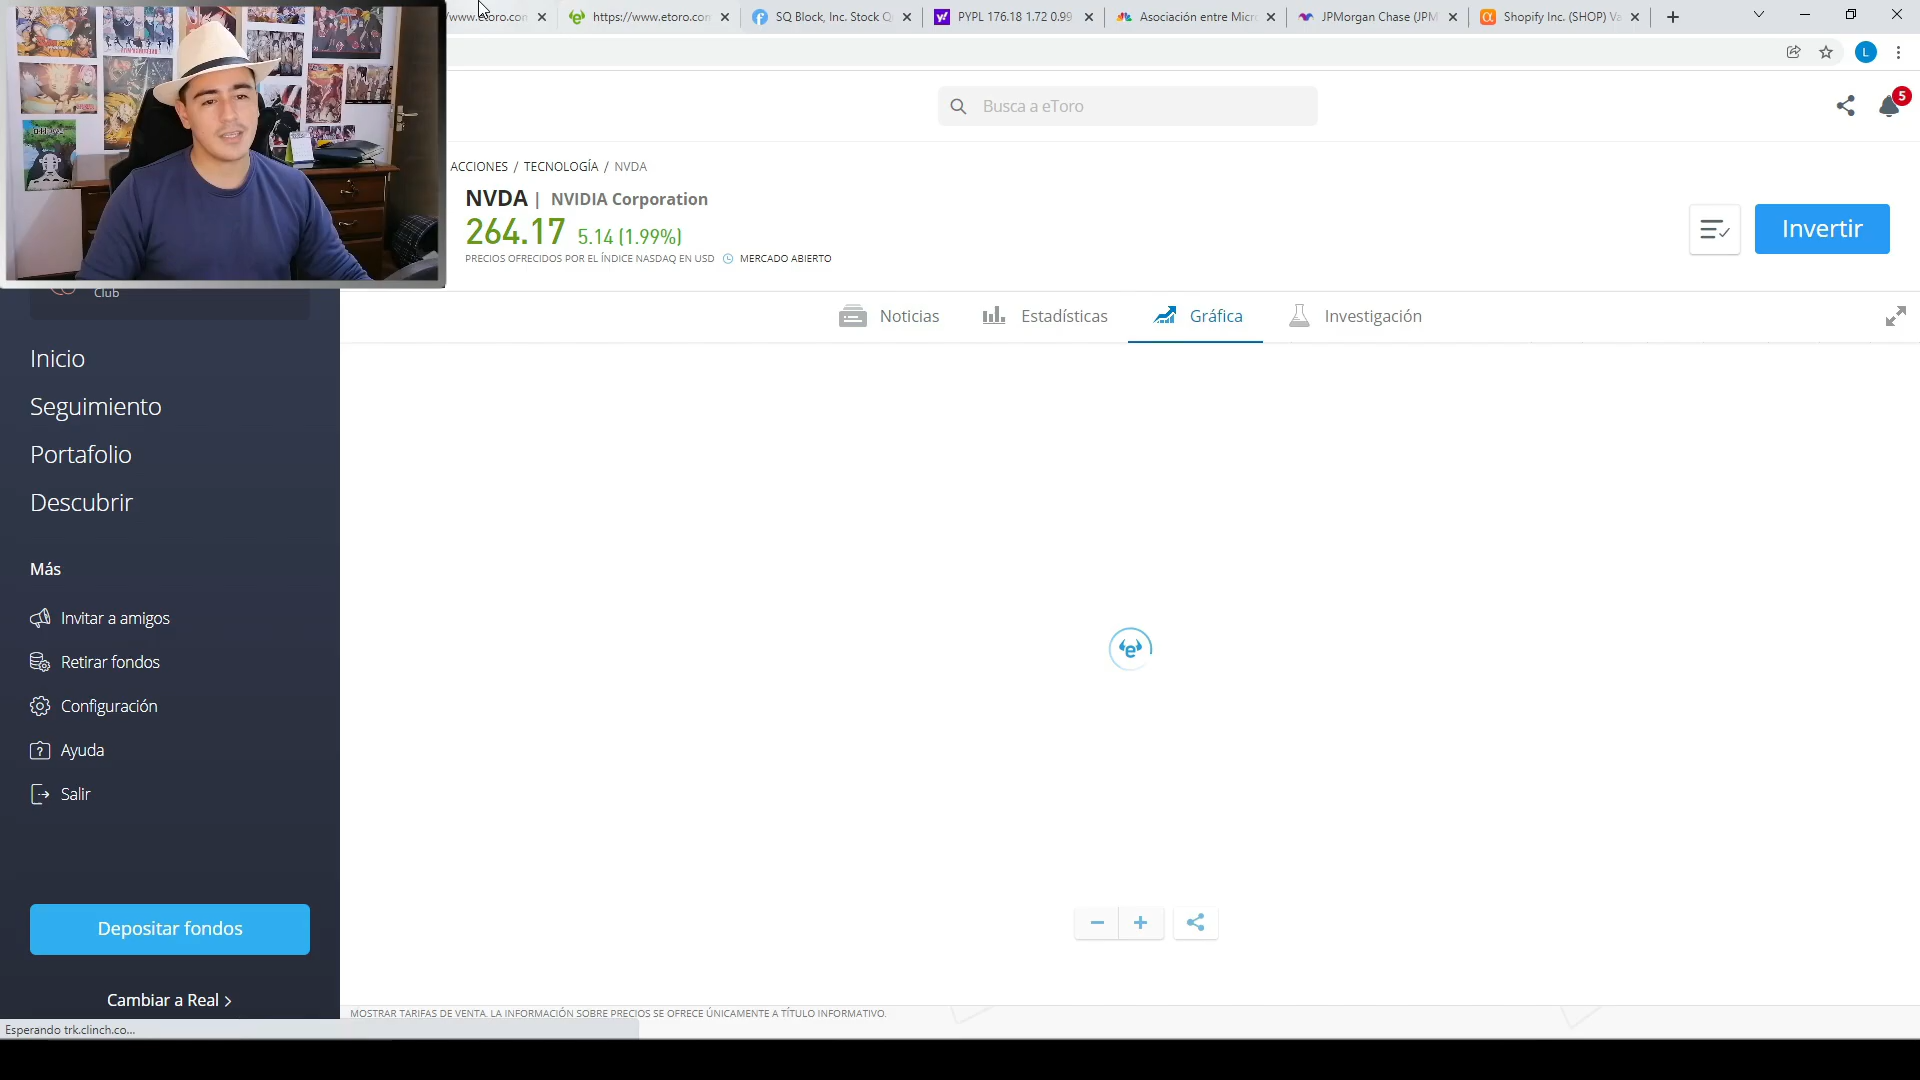 /www.etoro.con
https://www.etoro.con
SQ Block, Inc. Stock Q
PYPL 176.18 1.72 0.99
Asociación entre Micr
JPMorgan Chase (JPM
Shopify Inc. (SHOP) Va
L
Busca a eToro
5
ACCIONES / TECNOLOGÍA / NVDA
NVDA | NVIDIA Corporation
264.17 5.14 (1.99%)
PRECIOS OFRECIDOS POR EL ÍNDICE NASDAQ EN USD MERCADO ABIERTO
Invertir
Club
Noticias
Estadísticas
Gráfica
Investigación
Inicio
Seguimiento
Portafolio
Descubrir
Más
Invitar a amigos
Retirar fondos
Configuración
Ayuda
Salir
Depositar fondos
Cambiar a Real >
MOSTRAR TARIFAS DE VENTA. LA INFORMACIÓN SOBRE PRECIOS SE OFRECE ÚNICAMENTE A TÍTULO INFORMATIVO.
Esperando trk.clinch.co...